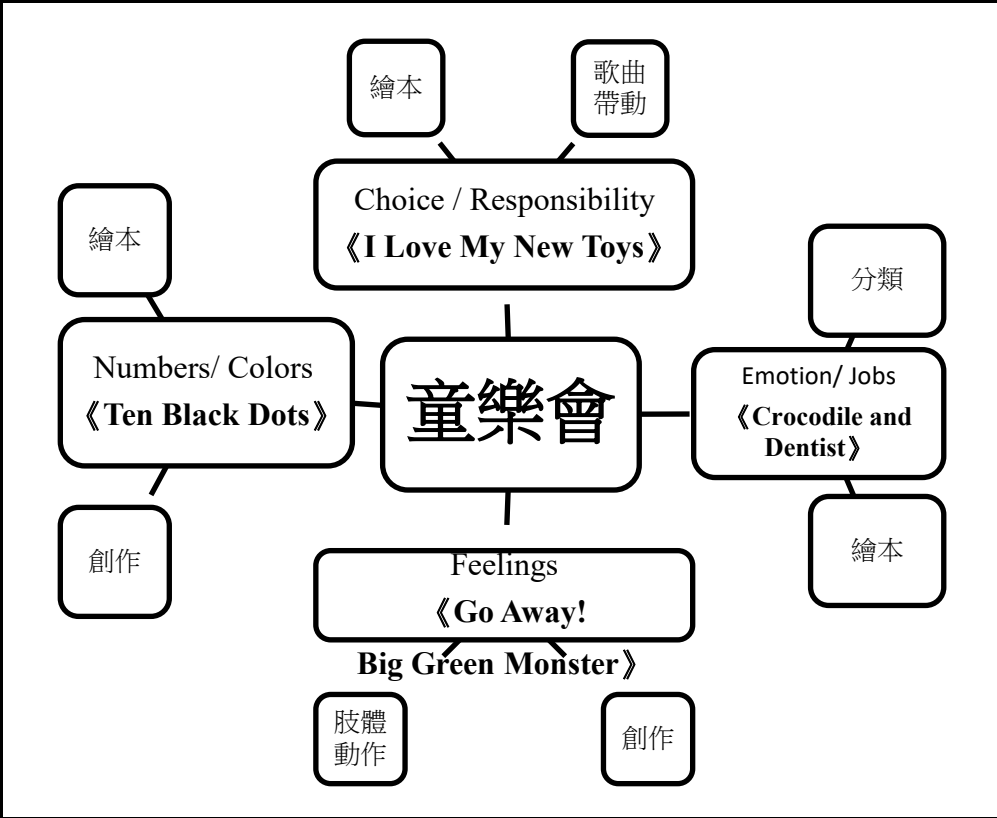 繪本
歌曲
帶動
Choice / Responsibility
《I Love My New Toys》
繪本
Numbers/ Colors
《Ten Black Dots》
創作
童樂會
分類
Emotion/ Jobs
《Crocodile and
Dentist》
繪本
Feelings
《Go Away!
Big Green Monster》
肢體
動作
創作